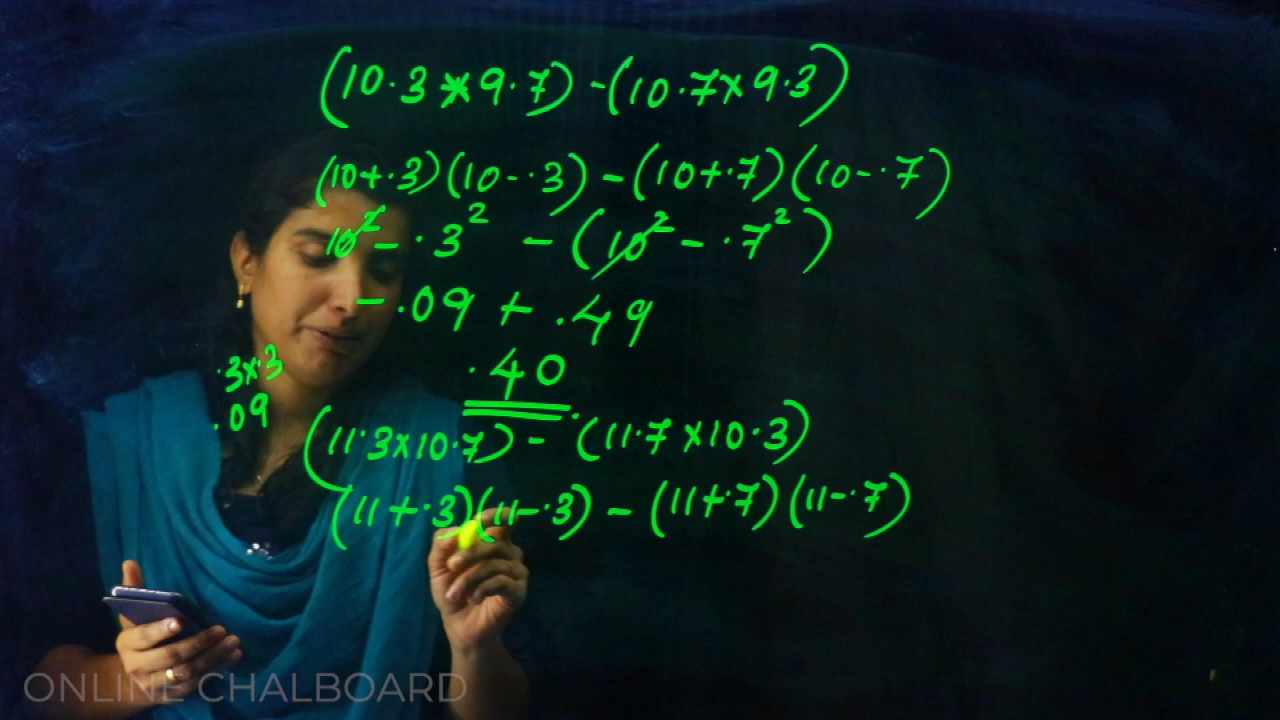 (10.3×9.7) - (10.7×9.3)
(10+.3)(10-.3) - (10+.7)(10-.7)
10² - .3² - (10² - .7²)
- .09 + .49
.40
.3×.3
.09
(11.3×10.7) - (11.7×10.3)
(11+.3)(11-.3) - (11+.7)(11-.7)
ONLINE CHALBOARD